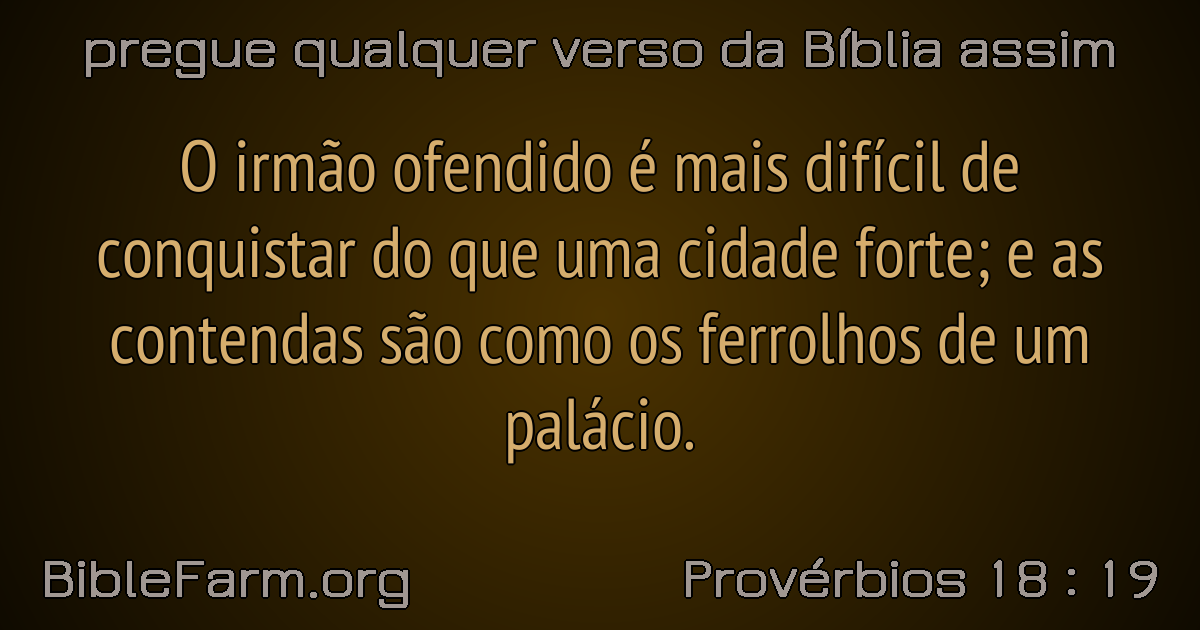 pregue qualquer verso da Bíblia assim
O irmão ofendido é mais difícil de
conquistar do que uma cidade forte; e as
contendas são como os ferrolhos de um
palácio.
BibleFarm.org
Provérbios 18 : 19